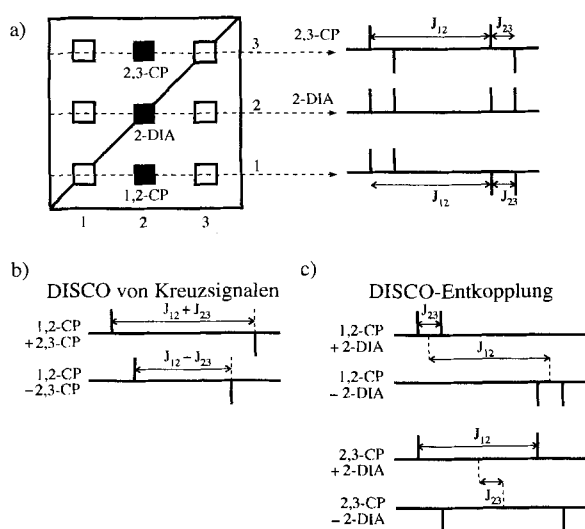 a)
2,3-CP
3
2
2-DIA
1
1,2-CP
1 2 3
2,3-CP
J12
J23
2-DIA
J12
J23
b)
DISCO von Kreuzsignalen
1,2-CP
+2,3-CP
J12 + J23
1,2-CP
−2,3-CP
J12 − J23
c)
DISCO-Entkopplung
1,2-CP
+2-DIA
J23
J12
1,2-CP
−2-DIA
2,3-CP
+2-DIA
J12
J23
2,3-CP
−2-DIA